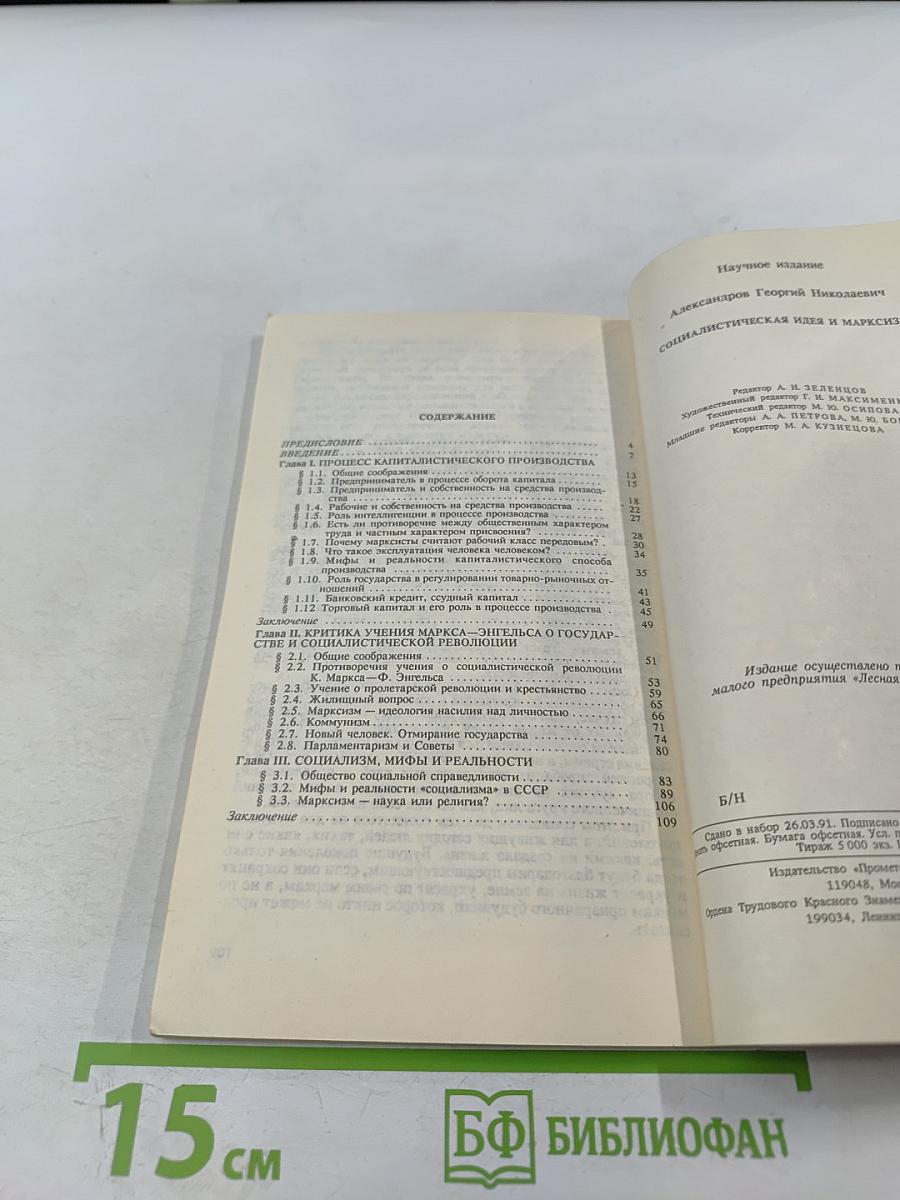 СОДЕРЖАНИЕ
ПРЕДИСЛОВИЕ 4
ВВЕДЕНИЕ 7
Глава I. ПРОЦЕСС КАПИТАЛИСТИЧЕСКОГО ПРОИЗВОДСТВА
§ 1.1. Общие соображения 13
§ 1.2. Предприниматель в процессе оборота капитала 15
§ 1.3. Предприниматель и собственность на средства производ-
ства 18
§ 1.4. Рабочие и собственность на средства производства 22
§ 1.5. Роль интеллигенции в процессе производства 27
§ 1.6. Есть ли противоречие между общественным характером
труда и частным характером присвоения? 28
§ 1.7. Почему марксисты считают рабочий класс передовым? 30
§ 1.8. Что такое эксплуатация человека человеком? 34
§ 1.9. Мифы и реальности капиталистического способа
производства 35
§ 1.10. Роль государства в регулировании товарно-рыночных от-
ношений 41
§ 1.11. Банковский кредит, ссудный капитал 43
§ 1.12 Торговый капитал и его роль в процессе производства 45
Заключение 49
Глава II. КРИТИКА УЧЕНИЯ МАРКСА—ЭНГЕЛЬСА О ГОСУДАР-
СТВЕ И СОЦИАЛИСТИЧЕСКОЙ РЕВОЛЮЦИИ
§ 2.1. Общие соображения 51
§ 2.2. Противоречия учения о социалистической революции
К. Маркса—Ф. Энгельса 53
§ 2.3. Учение о пролетарской революции и крестьянство 59
§ 2.4. Жилищный вопрос 65
§ 2.5. Марксизм — идеология насилия над личностью 66
§ 2.6. Коммунизм 71
§ 2.7. Новый человек. Отмирание государства 74
§ 2.8. Парламентаризм и Советы 80
Глава III. СОЦИАЛИЗМ, МИФЫ И РЕАЛЬНОСТИ
§ 3.1. Общество социальной справедливости 83
§ 3.2. Мифы и реальности «социализма» в СССР 89
§ 3.3. Марксизм — наука или религия? 106
Заключение 109
Научное издание
Александров Георгий Николаевич
СОЦИАЛИСТИЧЕСКАЯ ИДЕЯ И МАРКСИЗ
Редактор А. И. ЗЕЛЕНЦОВ
Художественный редактор Г. И. МАКСИМЕН
Технический редактор М. Ю. ОСИПОВА
Младшие редакторы А. А. ПЕТРОВА, М. Ю. БО
Корректор М. А. КУЗНЕЦОВА
Издание осуществлено п
малого предприятия «Лесная
Б/Н
Сдано в набор 26.03.91. Подписано
офсетная. Бумага офсетная. Усл. п
Тираж 5 000 экз.
Издательство «Промет
119048, Мос
Ордена Трудового Красного Знаме
199034, Ленин
15 см
БФ БИБЛИОФАН